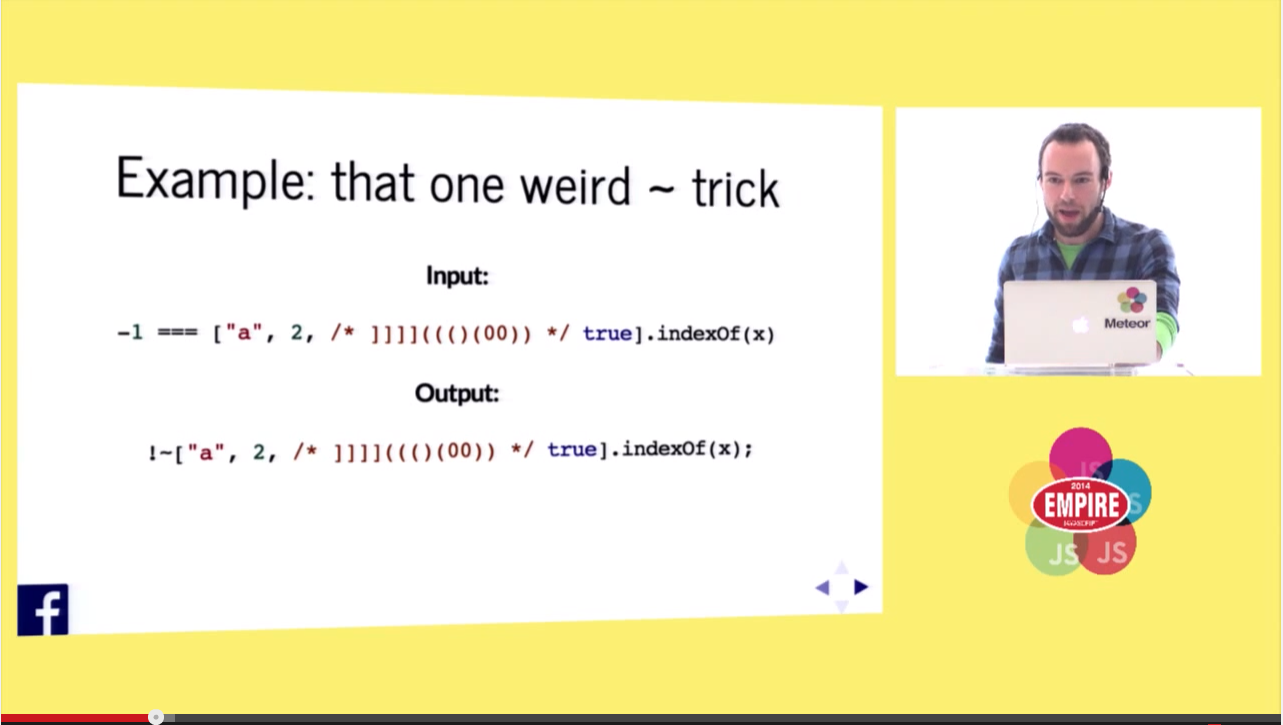 Example: that one weird ~ trick
Input:
-1 === ["a", 2, /* ]]]]((()(00)) */ true].indexOf(x)
Output:
!~["a", 2, /* ]]]]((()(00)) */ true].indexOf(x);
f
Meteor
JS
2014
EMPIRE
JAVASCRIPT
S
JS
JS